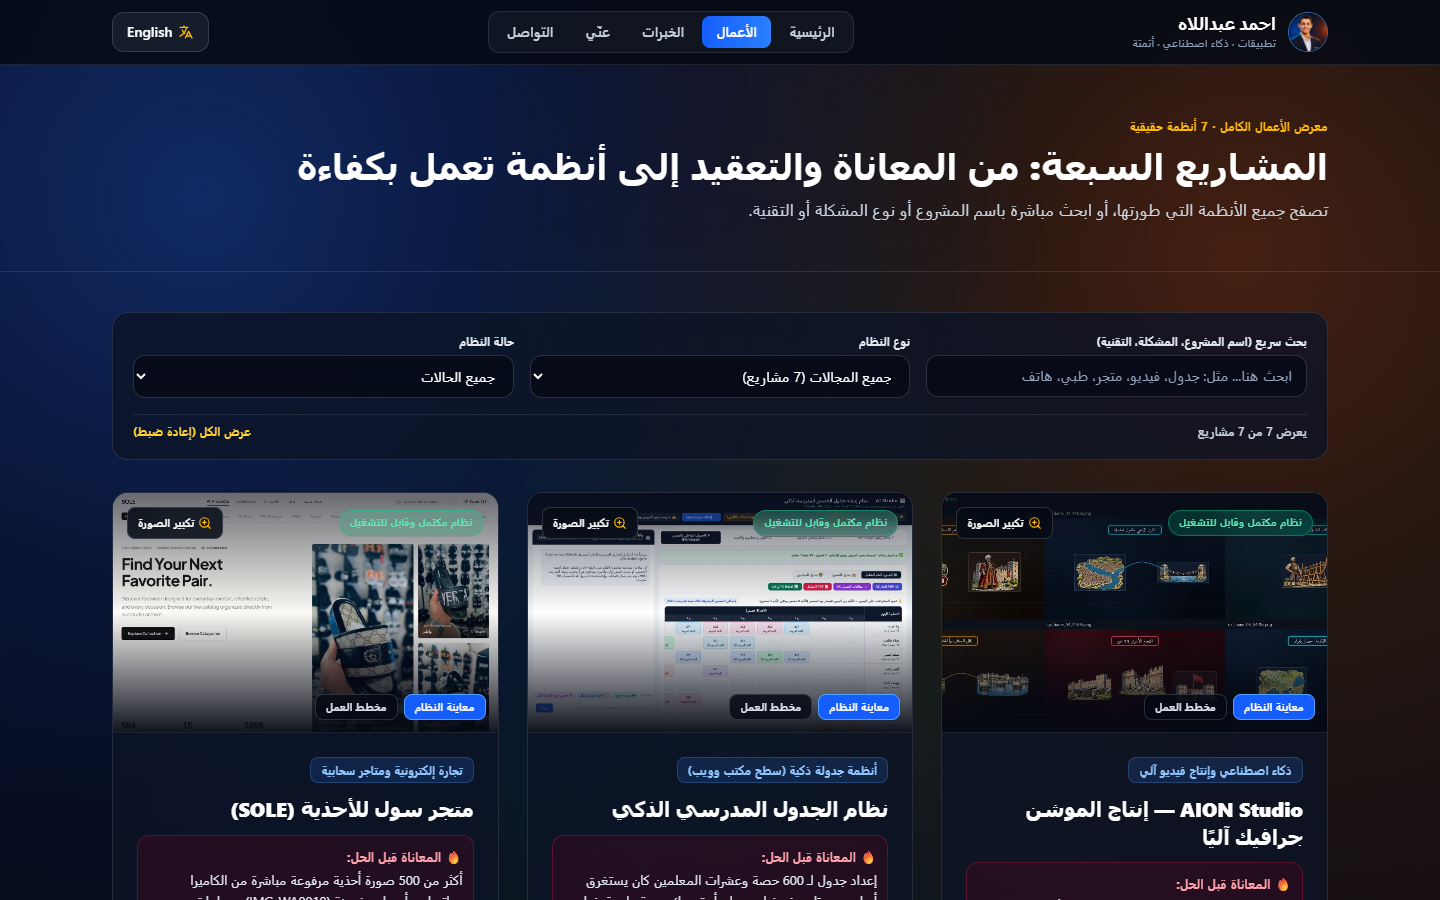 احمد عبداللاه
تطبيقات · ذكاء اصطناعي · أتمتة
الرئيسية
الأعمال
الخبرات
عنّي
التواصل
English
معرض الأعمال الكامل · 7 أنظمة حقيقية
المشاريع السبعة: من المعاناة والتعقيد إلى أنظمة تعمل بكفاءة
تصفح جميع الأنظمة التي طورتها، أو ابحث مباشرة باسم المشروع أو نوع المشكلة أو التقنية.
بحث سريع (اسم المشروع، المشكلة، التقنية)
ابحث هنا... مثل: جدول، فيديو، متجر، طبي، هاتف
نوع النظام
جميع المجالات (7 مشاريع)
حالة النظام
جميع الحالات
يعرض 7 من 7 مشاريع
عرض الكل (إعادة ضبط)
نظام مكتمل وقابل للتشغيل
تكبير الصورة
معاينة النظام
مخطط العمل
ذكاء اصطناعي وإنتاج فيديو آلي
AION Studio — إنتاج الموشن
جرافيك آليًا
المعاناة قبل الحل:
نظام مكتمل وقابل للتشغيل
تكبير الصورة
معاينة النظام
مخطط العمل
أنظمة جدولة ذكية (سطح مكتب وويب)
نظام الجدول المدرسي الذكي
المعاناة قبل الحل:
إعداد جدول لـ 600 حصة وعشرات المعلمين كان يستغرق
نظام مكتمل وقابل للتشغيل
تكبير الصورة
SOLE
Find Your Next
Favorite Pair.
Explore Collection
Browse Categories
معاينة النظام
مخطط العمل
تجارة إلكترونية ومتاجر سحابية
متجر سول للأحذية (SOLE)
المعاناة قبل الحل:
أكثر من 500 صورة أحذية مرفوعة مباشرة من الكاميرا